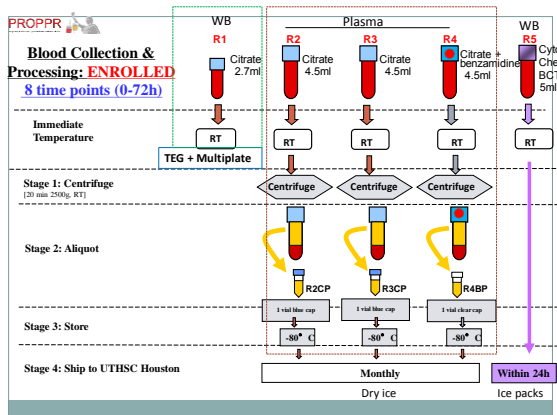 PROPPR
WB
Plasma
WB
R1
R2
R3
R4
R5
Blood Collection &
Processing: ENROLLED
8 time points (0-72h)
Citrate
2.7ml
Citrate
4.5ml
Citrate
4.5ml
Citrate +
benzamidine
4.5ml
Cyto
Che
BCT
5ml
Immediate
Temperature
RT
RT
RT
RT
RT
TEG + Multiplate
Stage 1: Centrifuge
[20 min 2500g, RT]
Centrifuge
Centrifuge
Centrifuge
Stage 2: Aliquot
R2CP
R3CP
R4BP
1 vial blue cap
1 vial blue cap
1 vial clear cap
Stage 3: Store
-80° C
-80° C
-80° C
Stage 4: Ship to UTHSC Houston
Monthly
Within 24h
Dry ice
Ice packs